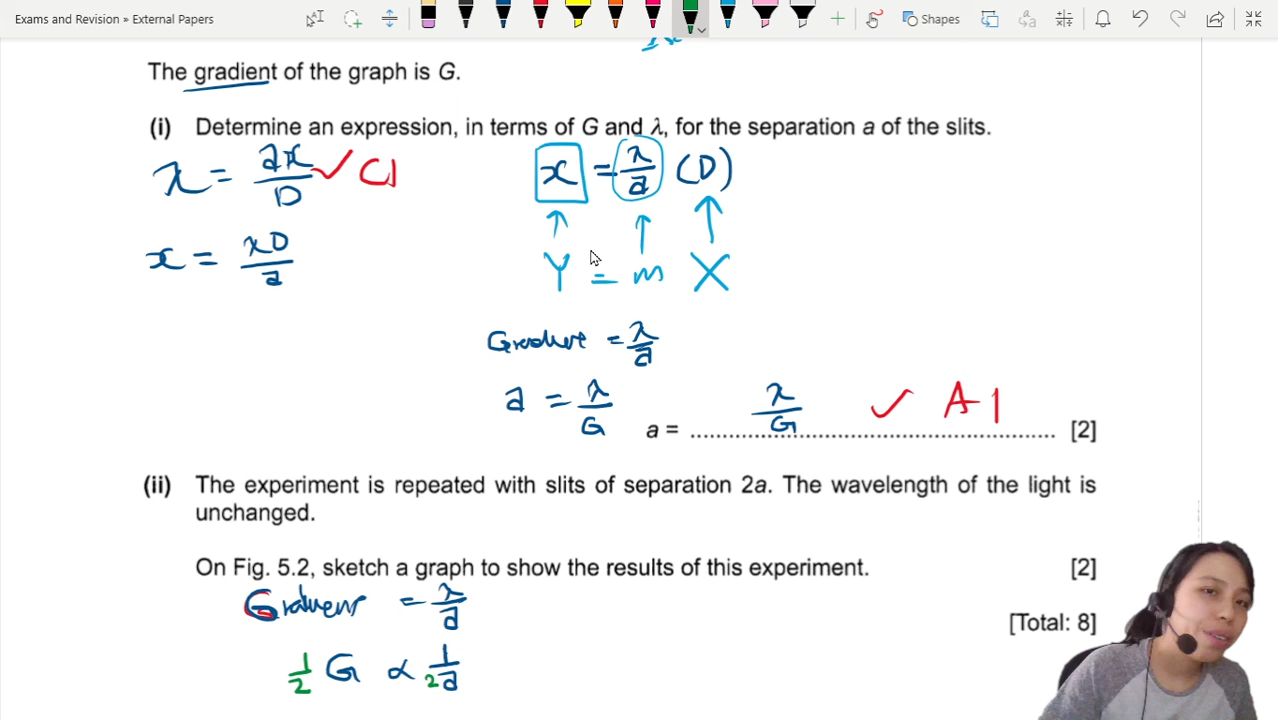 Exams and Revision » External Papers
Shapes
The gradient of the graph is G.
(i) Determine an expression, in terms of G and λ, for the separation a of the slits.
λ = ax/D ✓ C1
x = λ/a (D)
x = λD/a
Y = m X
Gradient = λ/a
a = λ/G
a = λ/G ✓ A1 [2]
(ii) The experiment is repeated with slits of separation 2a. The wavelength of the light is
unchanged.
On Fig. 5.2, sketch a graph to show the results of this experiment. [2]
Gradient = λ/a
[Total: 8]
1/2 G ∝ 1/2a